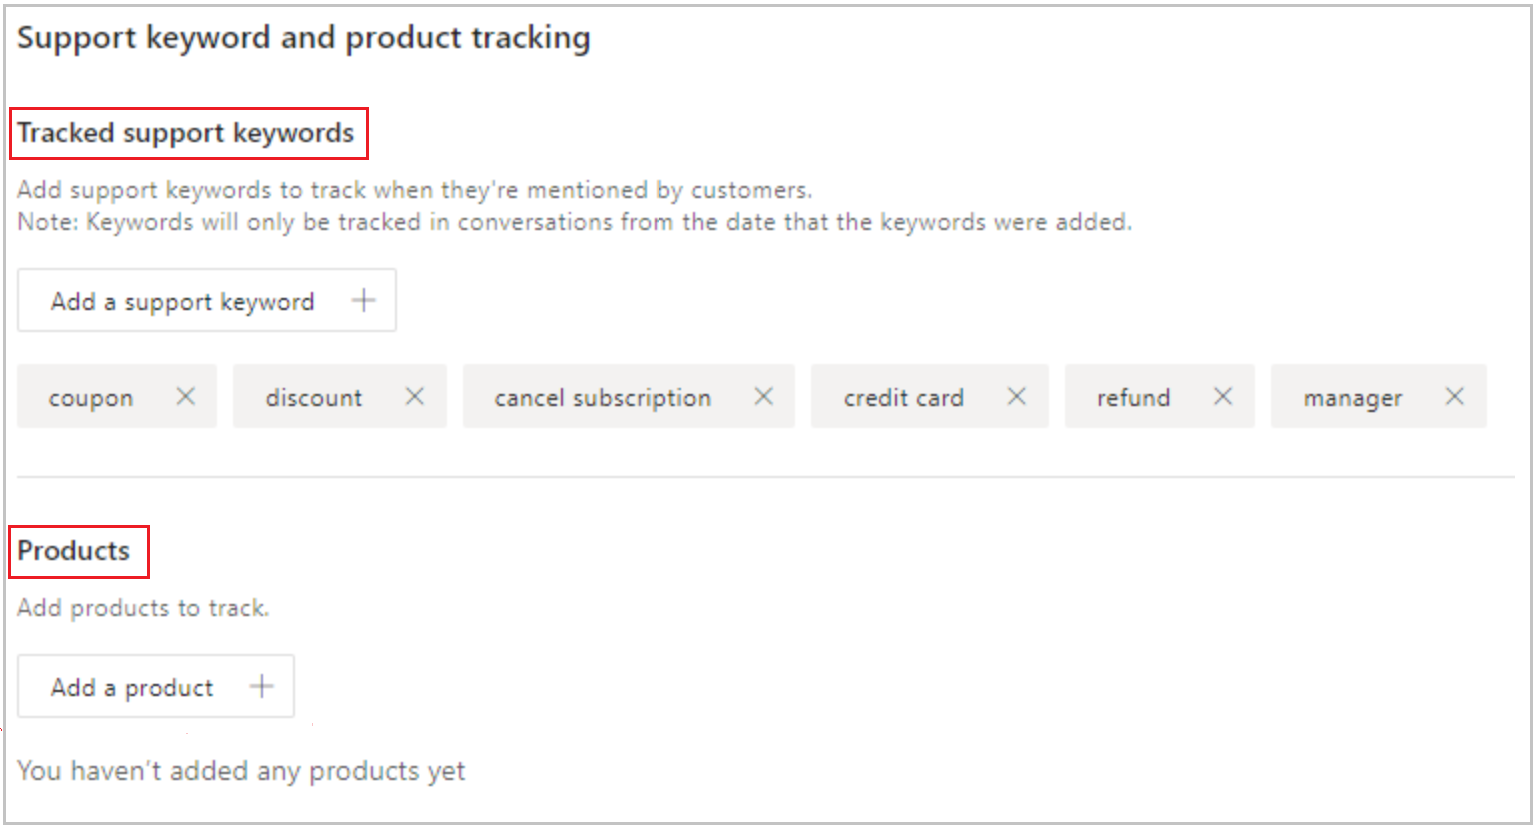 Support keyword and product tracking
Tracked support keywords
Add support keywords to track when they're mentioned by customers.
Note: Keywords will only be tracked in conversations from the date that the keywords were added.
Add a support keyword
coupon discount cancel subscription credit card refund manager
Products
Add products to track.
Add a product
You haven't added any products yet